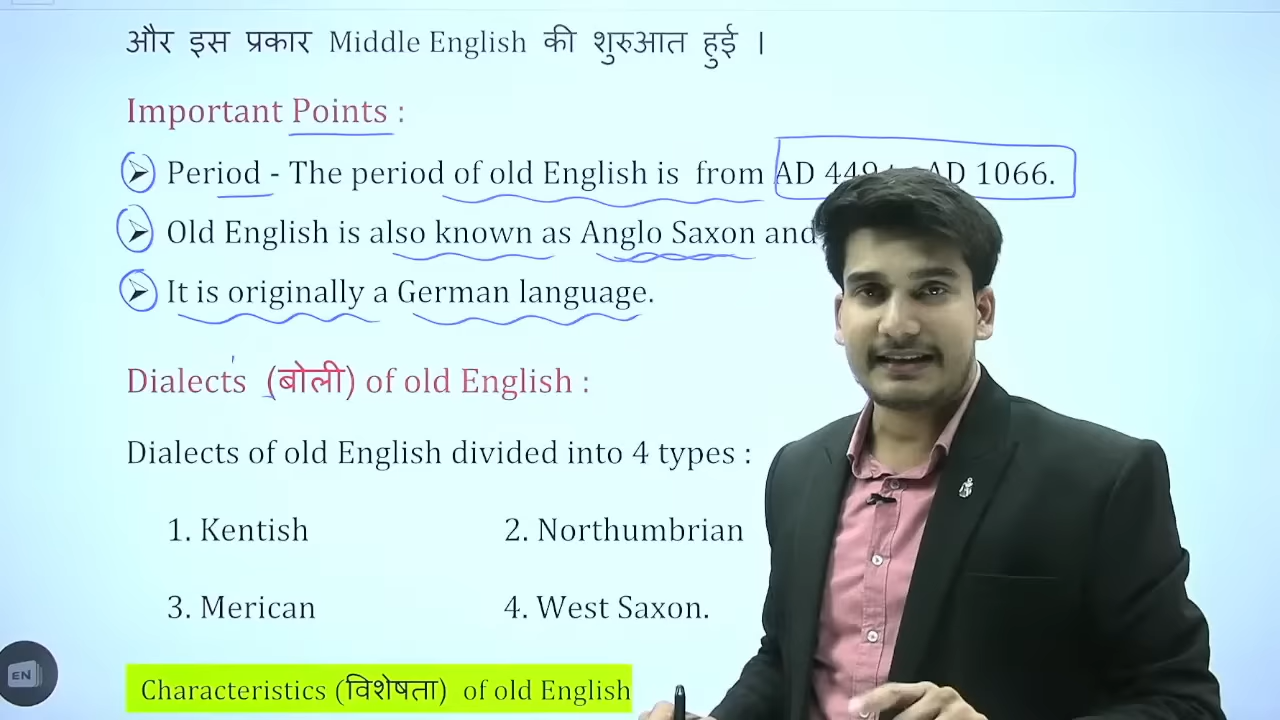 और इस प्रकार Middle English की शुरुआत हुई ।
Important Points :
Period - The period of old English is from AD 449 AD 1066.
Old English is also known as Anglo Saxon and
It is originally a German language.
Dialects (बोली) of old English :
Dialects of old English divided into 4 types :
1. Kentish 2. Northumbrian
3. Merican 4. West Saxon.
EN
Characteristics (विशेषता) of old English